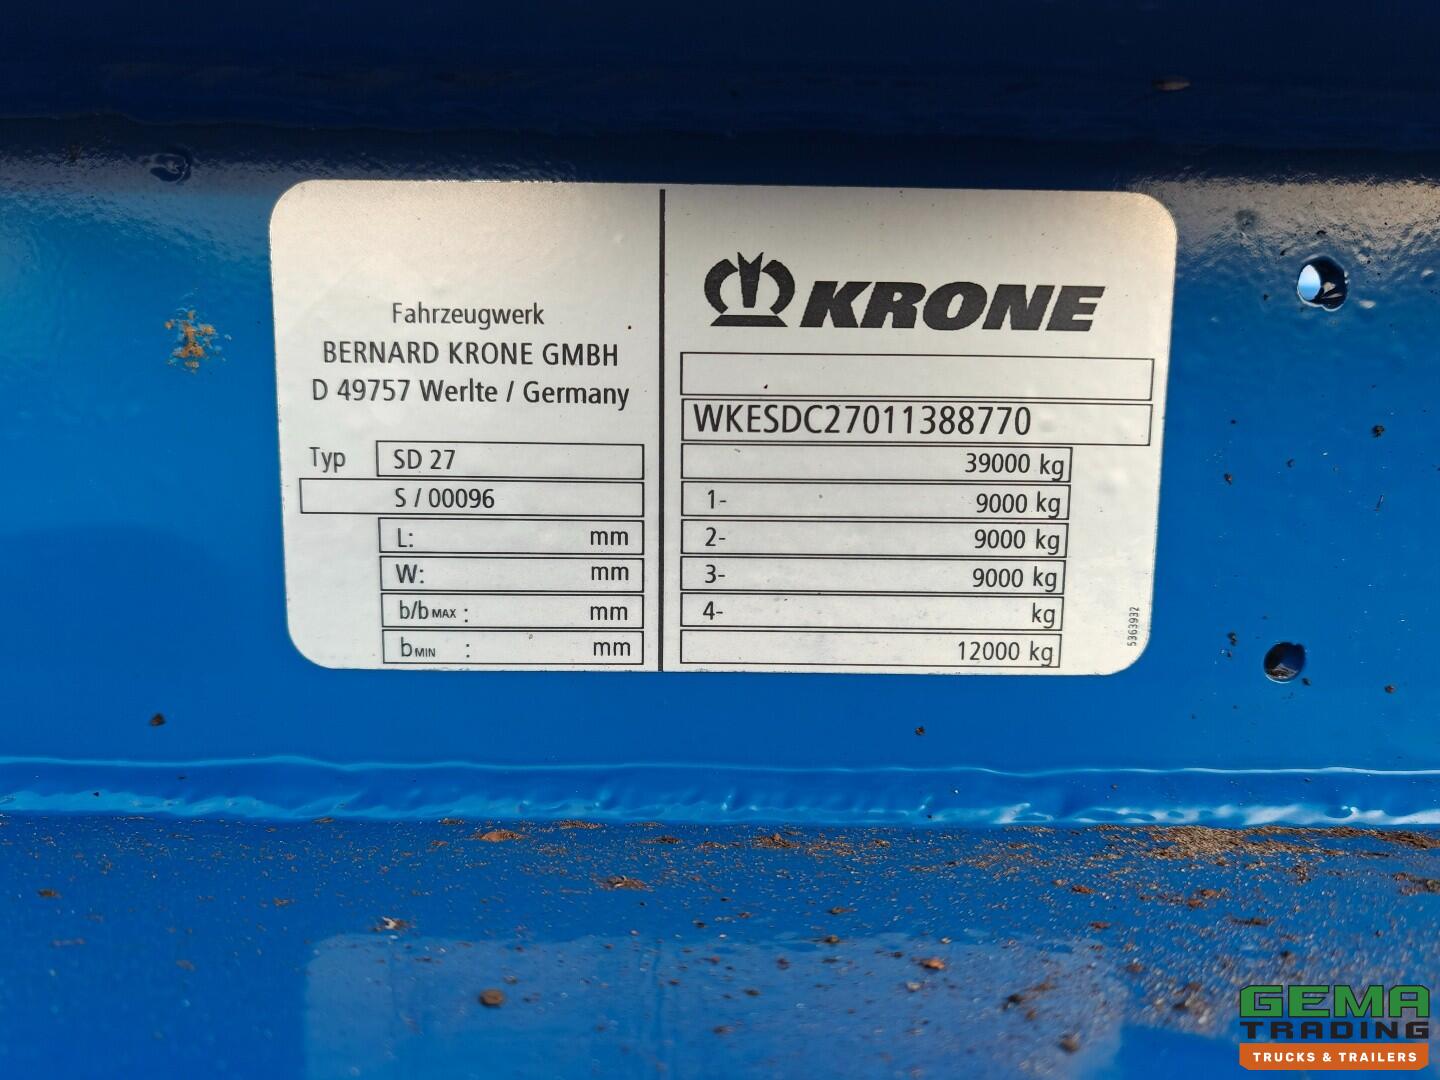 Fahrzeugwerk
BERNARD KRONE GMBH
D 49757 Werlte / Germany
Typ SD 27
S / 00096
L: mm
W: mm
b/bMAX : mm
bMIN : mm
KRONE
WKESDC27011388770
39000 kg
1- 9000 kg
2- 9000 kg
3- 9000 kg
4- kg
12000 kg
5363932
GEMA
TRADING
TRUCKS & TRAILERS